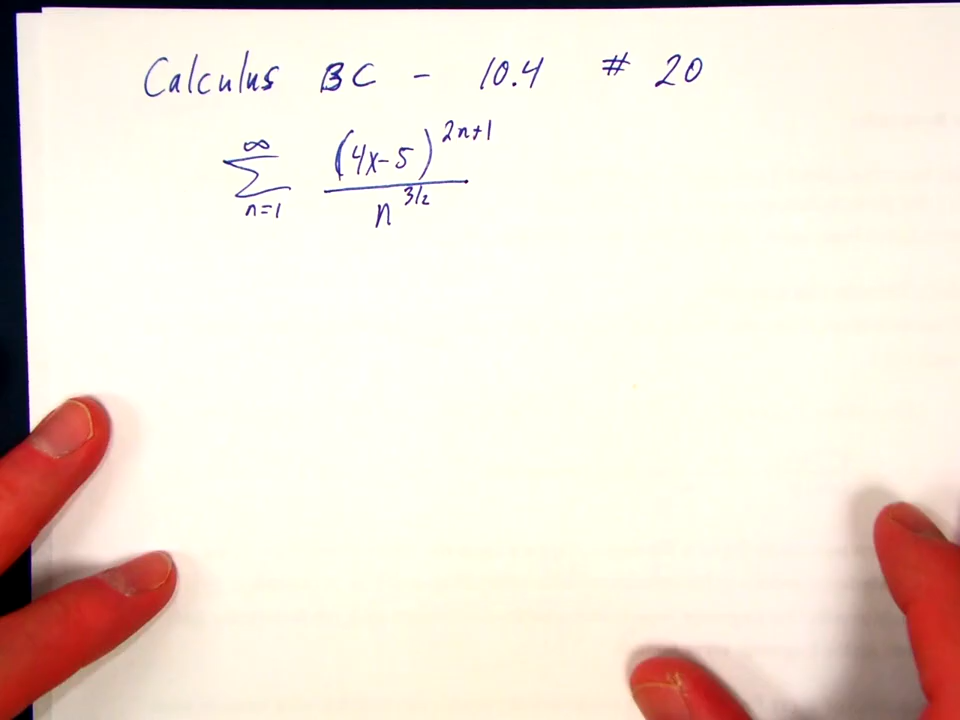 Calculus BC - 10.4 # 20
∞
∑ (4x-5)^{2n+1} / n^{3/2}
n=1